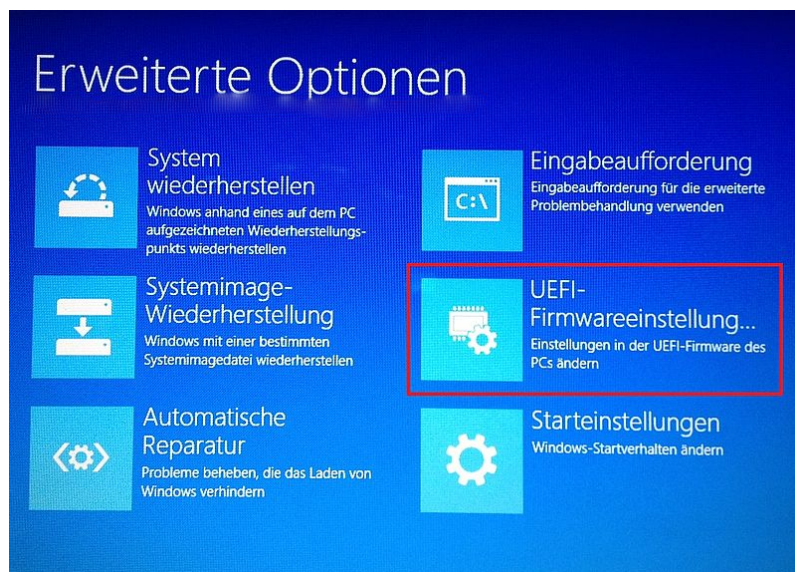 Erweiterte Optionen
System
wiederherstellen
Windows anhand eines auf dem PC
aufgezeichneten Wiederherstellungs-
punkts wiederherstellen
Eingabeaufforderung
Eingabeaufforderung für die erweiterte
Problembehandlung verwenden
C:\
Systemimage-
Wiederherstellung
Windows mit einer bestimmten
Systemimagedatei wiederherstellen
UEFI-
Firmwareeinstellung...
Einstellungen in der UEFI-Firmware des
PCs ändern
Automatische
Reparatur
Probleme beheben, die das Laden von
Windows verhindern
Starteinstellungen
Windows-Startverhalten ändern